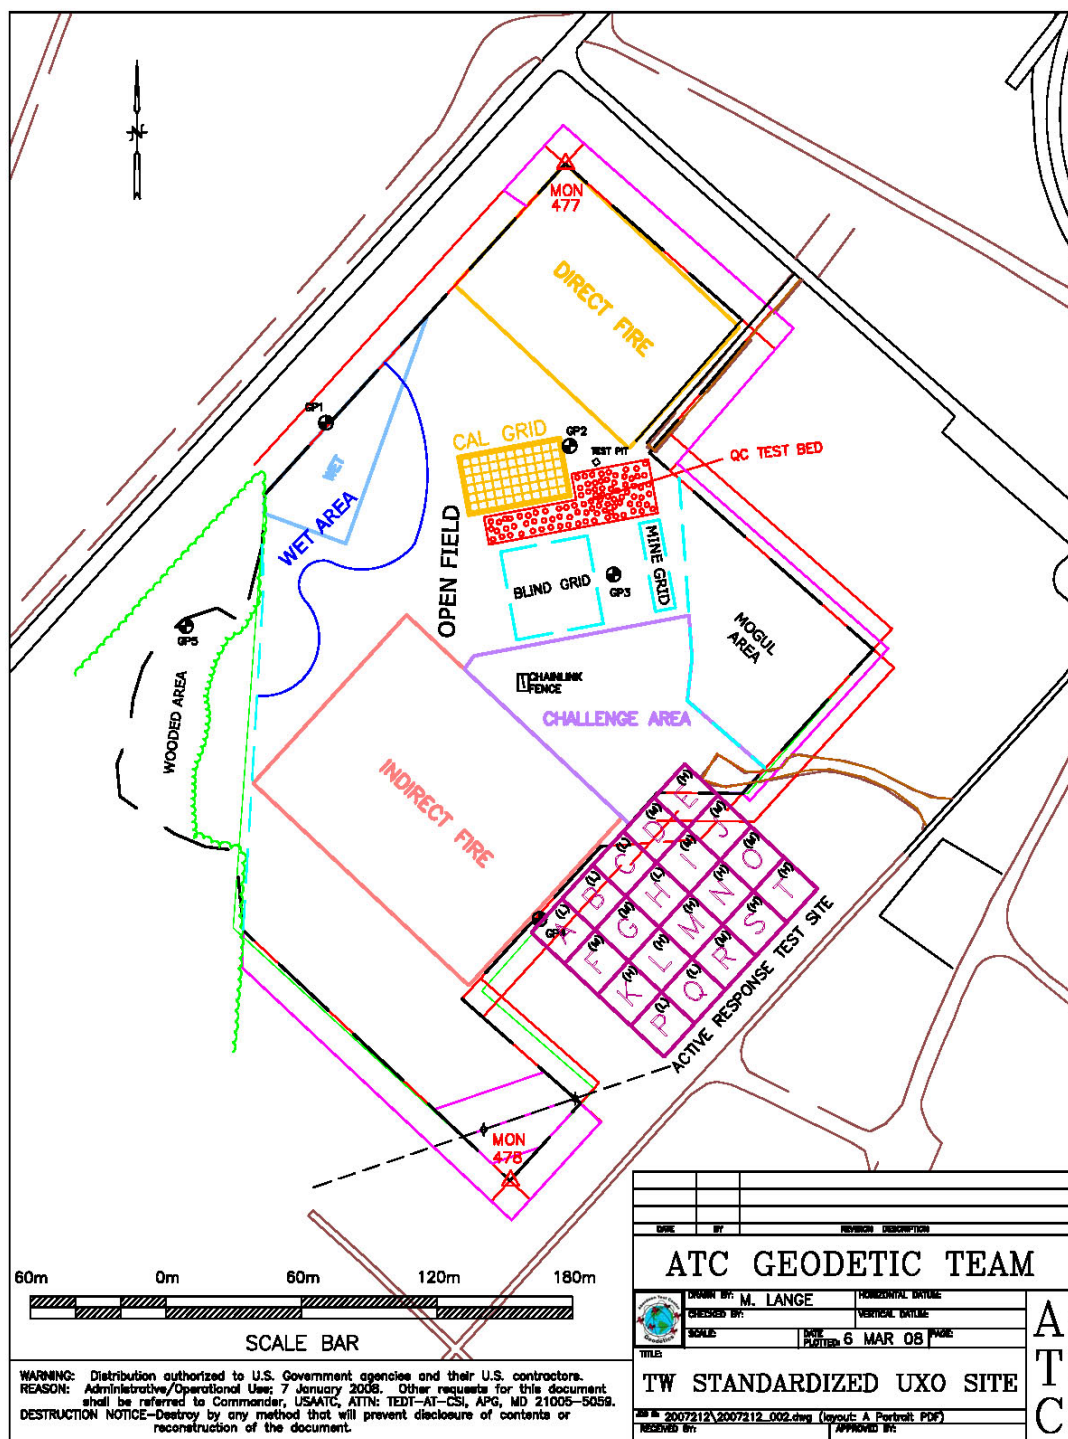 N
MON
477
DIRECT FIRE
GP1
CAL GRID
GP2
TEST PIT
QC TEST BED
WET
WET AREA
OPEN FIELD
BLIND GRID
GP3
MINE GRID
MOGUL
AREA
GP5
WOODED AREA
CHAINLINK
FENCE
CHALLENGE AREA
INDIRECT FIRE
GP4
(L) (L) (L) (M) (H)
A B C D E
(M) (M) (L) (M) (M)
F G H I J
(H) (H) (H) (H) (M)
K L M N O
(L) (L) (M) (H) (H)
P Q R S T
ACTIVE RESPONSE TEST SITE
MON
478
60m 0m 60m 120m 180m
SCALE BAR
WARNING: Distribution authorized to U.S. Government agencies and their U.S. contractors.
REASON: Administrative/Operational Use; 7 January 2008. Other requests for this document
shall be referred to Commander, USAATC, ATTN: TEDT-AT-CSI, APG, MD 21005-5059.
DESTRUCTION NOTICE-Destroy by any method that will prevent disclosure of contents or
reconstruction of the document.
DATE BY REVISION DESCRIPTION
ATC GEODETIC TEAM
DRAWN BY: M. LANGE HORIZONTAL DATUM:
CHECKED BY: VERTICAL DATUM:
SCALE: DATE PLOTTED: 6 MAR 08 PAGE:
TITLE:
TW STANDARDIZED UXO SITE
2007212\2007212_002.dwg (layout: A Portrait PDF)
RECEIVED BY: APPROVED BY:
ATC